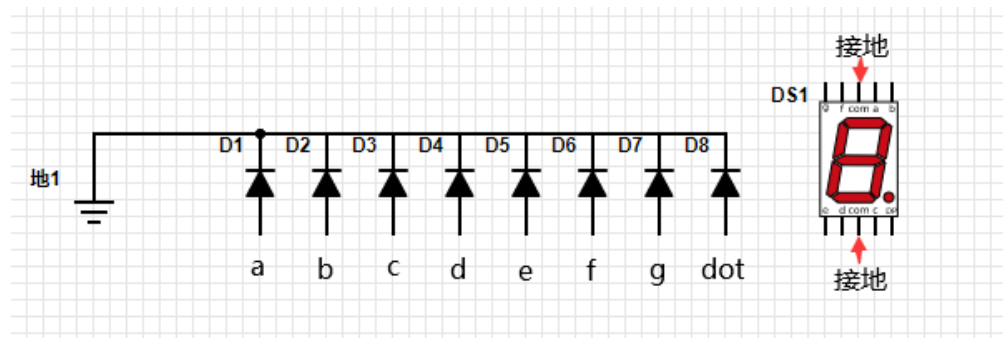 接地
DS1
g f com a b
D1 D2 D3 D4 D5 D6 D7 D8
地1
e d com c DP
a b c d e f g dot
接地